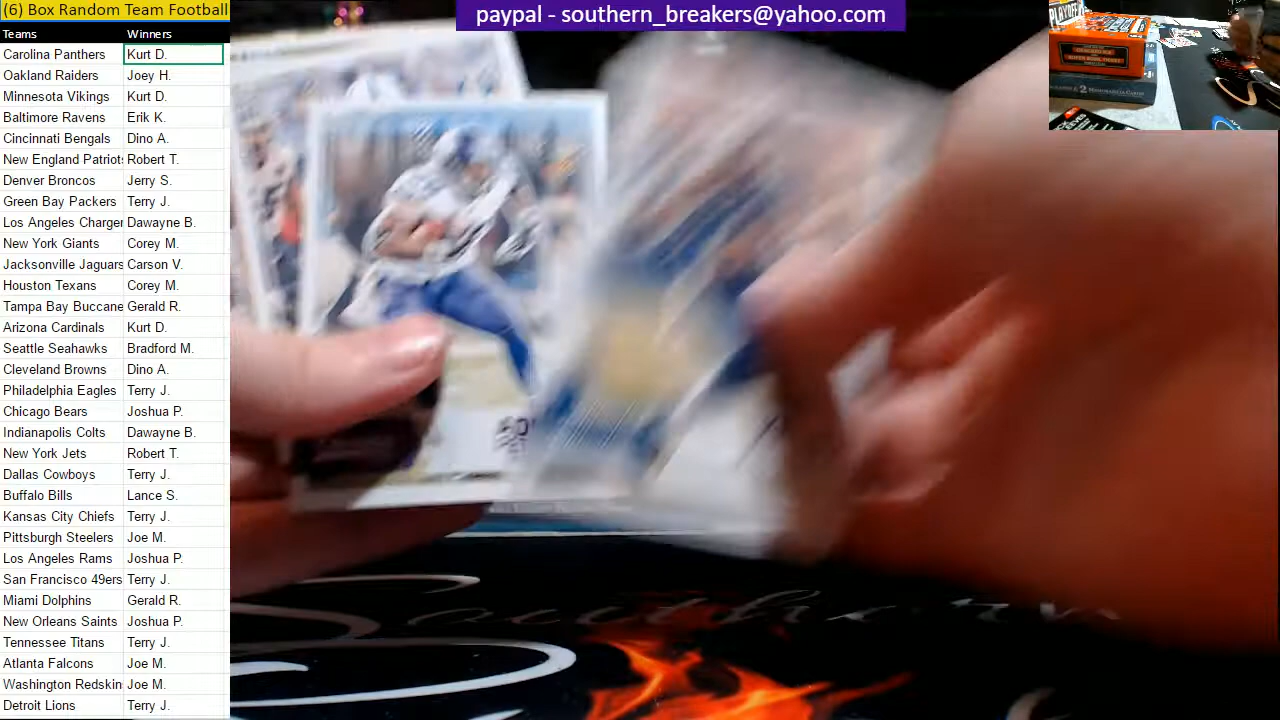 (6) Box Random Team Football
paypal - southern_breakers@yahoo.com
Teams Winners
Carolina Panthers Kurt D.
Oakland Raiders Joey H.
Minnesota Vikings Kurt D.
Baltimore Ravens Erik K.
Cincinnati Bengals Dino A.
New England Patriots Robert T.
Denver Broncos Jerry S.
Green Bay Packers Terry J.
Los Angeles Charger Dawayne B.
New York Giants Corey M.
Jacksonville Jaguars Carson V.
Houston Texans Corey M.
Tampa Bay Buccane Gerald R.
Arizona Cardinals Kurt D.
Seattle Seahawks Bradford M.
Cleveland Browns Dino A.
Philadelphia Eagles Terry J.
Chicago Bears Joshua P.
Indianapolis Colts Dawayne B.
New York Jets Robert T.
Dallas Cowboys Terry J.
Buffalo Bills Lance S.
Kansas City Chiefs Terry J.
Pittsburgh Steelers Joe M.
Los Angeles Rams Joshua P.
San Francisco 49ers Terry J.
Miami Dolphins Gerald R.
New Orleans Saints Joshua P.
Tennessee Titans Terry J.
Atlanta Falcons Joe M.
Washington Redskin Joe M.
Detroit Lions Terry J.
PLAYOFF
2 MEMORABILIA CARDS